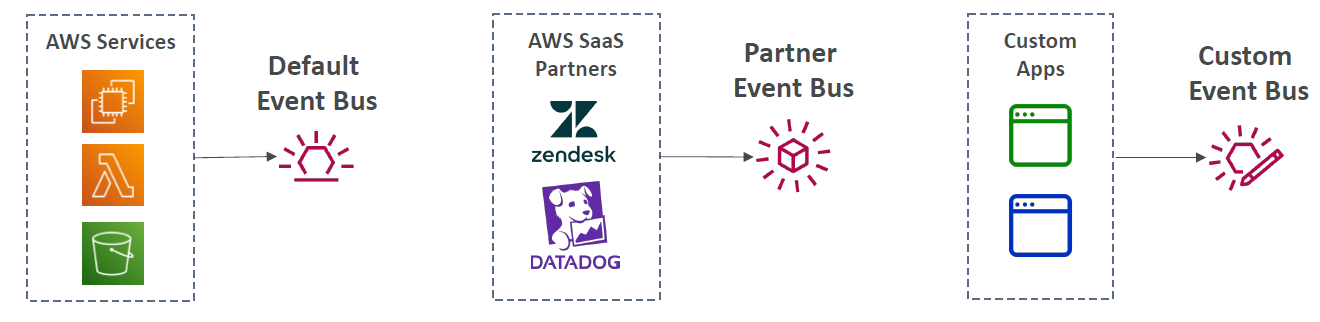 AWS Services
Default
Event Bus
AWS SaaS
Partners
zendesk
DATADOG
Partner
Event Bus
Custom
Apps
Custom
Event Bus